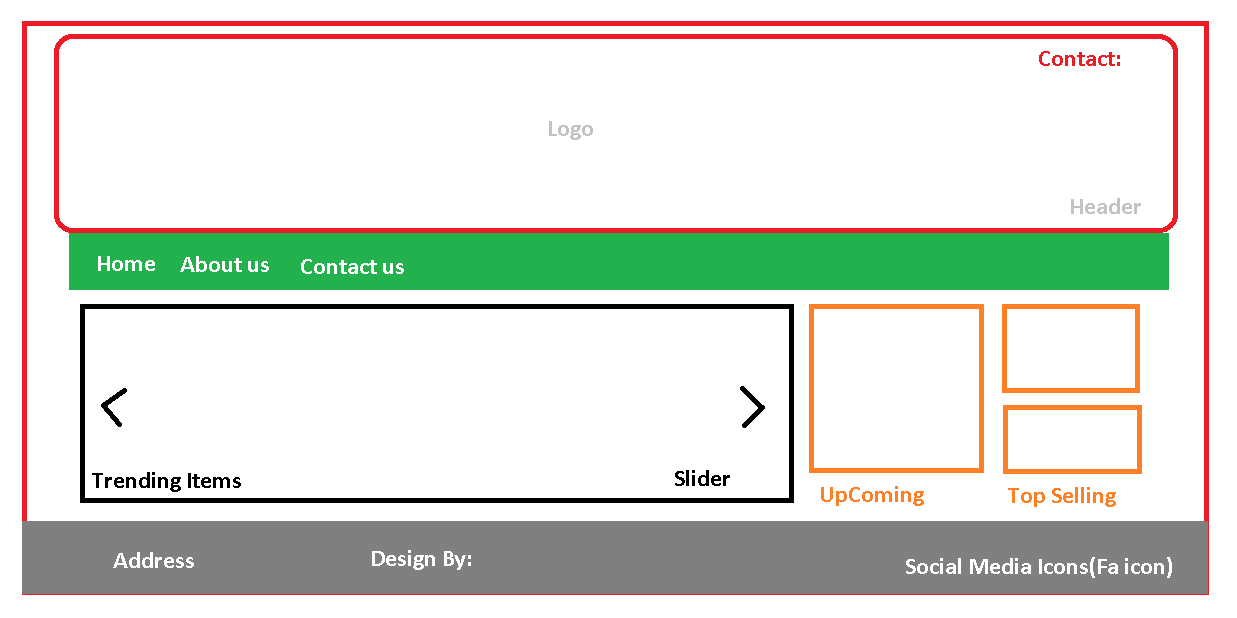 Contact:
Logo
Header
Home About us Contact us
Trending Items
Slider
UpComing
Top Selling
Address
Design By:
Social Media Icons(Fa icon)